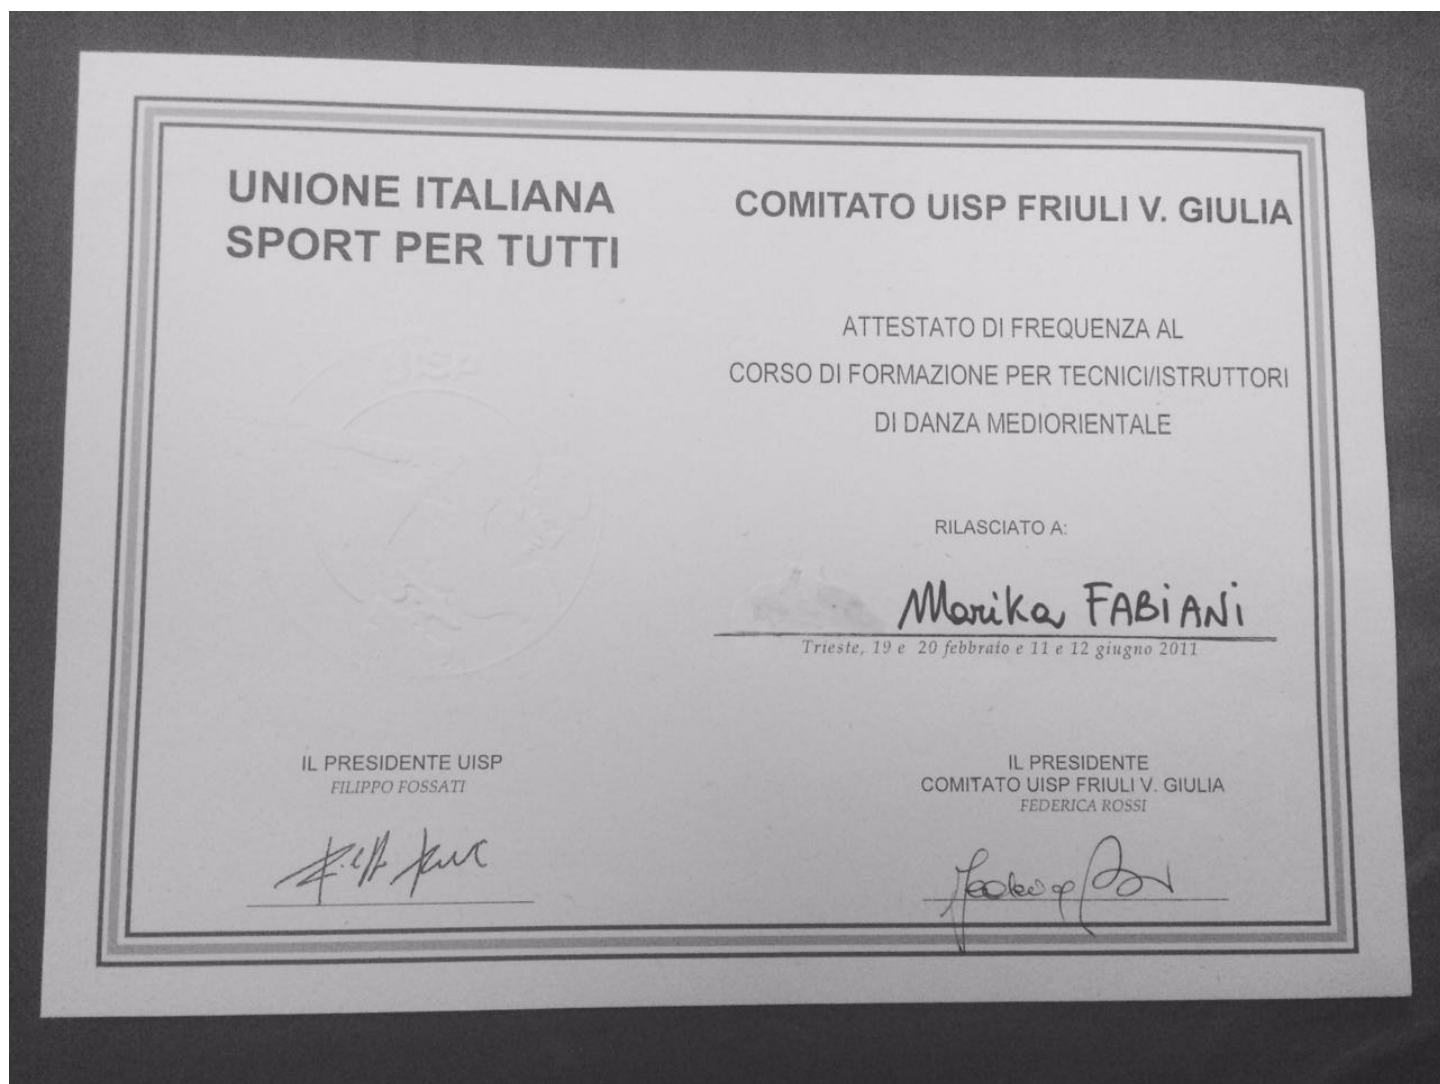 UNIONE ITALIANA
SPORT PER TUTTI
COMITATO UISP FRIULI V. GIULIA
ATTESTATO DI FREQUENZA AL
CORSO DI FORMAZIONE PER TECNICI/ISTRUTTORI
DI DANZA MEDIORIENTALE
RILASCIATO A:
Marika FABIANI
Trieste, 19 e 20 febbraio e 11 e 12 giugno 2011
IL PRESIDENTE UISP
FILIPPO FOSSATI
IL PRESIDENTE
COMITATO UISP FRIULI V. GIULIA
FEDERICA ROSSI